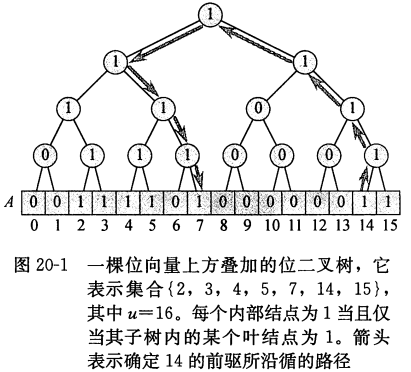 1
1 1
1 1 0 1
0 1 1 1 0 0 0 1
A 0 0 1 1 1 1 0 1 0 0 0 0 0 0 1 1
0 1 2 3 4 5 6 7 8 9 10 11 12 13 14 15
图 20-1 一棵位向量上方叠加的位二叉树，它
表示集合{2，3，4，5，7，14，15}，
其中u=16。每个内部结点为1当且仅
当其子树内的某个叶结点为1。箭头
表示确定14的前驱所沿循的路径